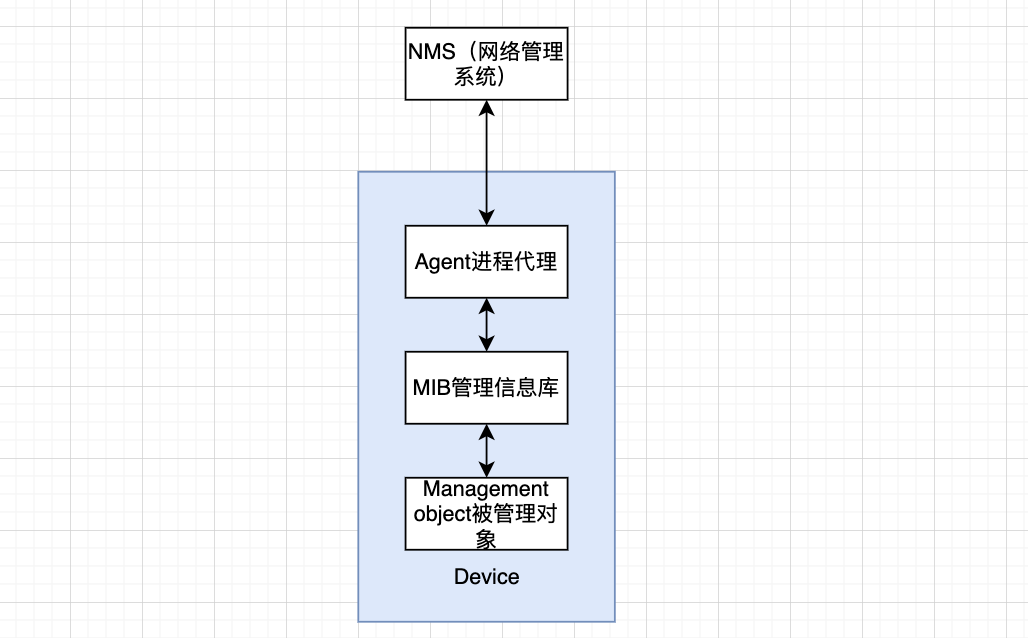 NMS（网络管理
系统）
Agent进程代理
MIB管理信息库
Management
object被管理对
象
Device